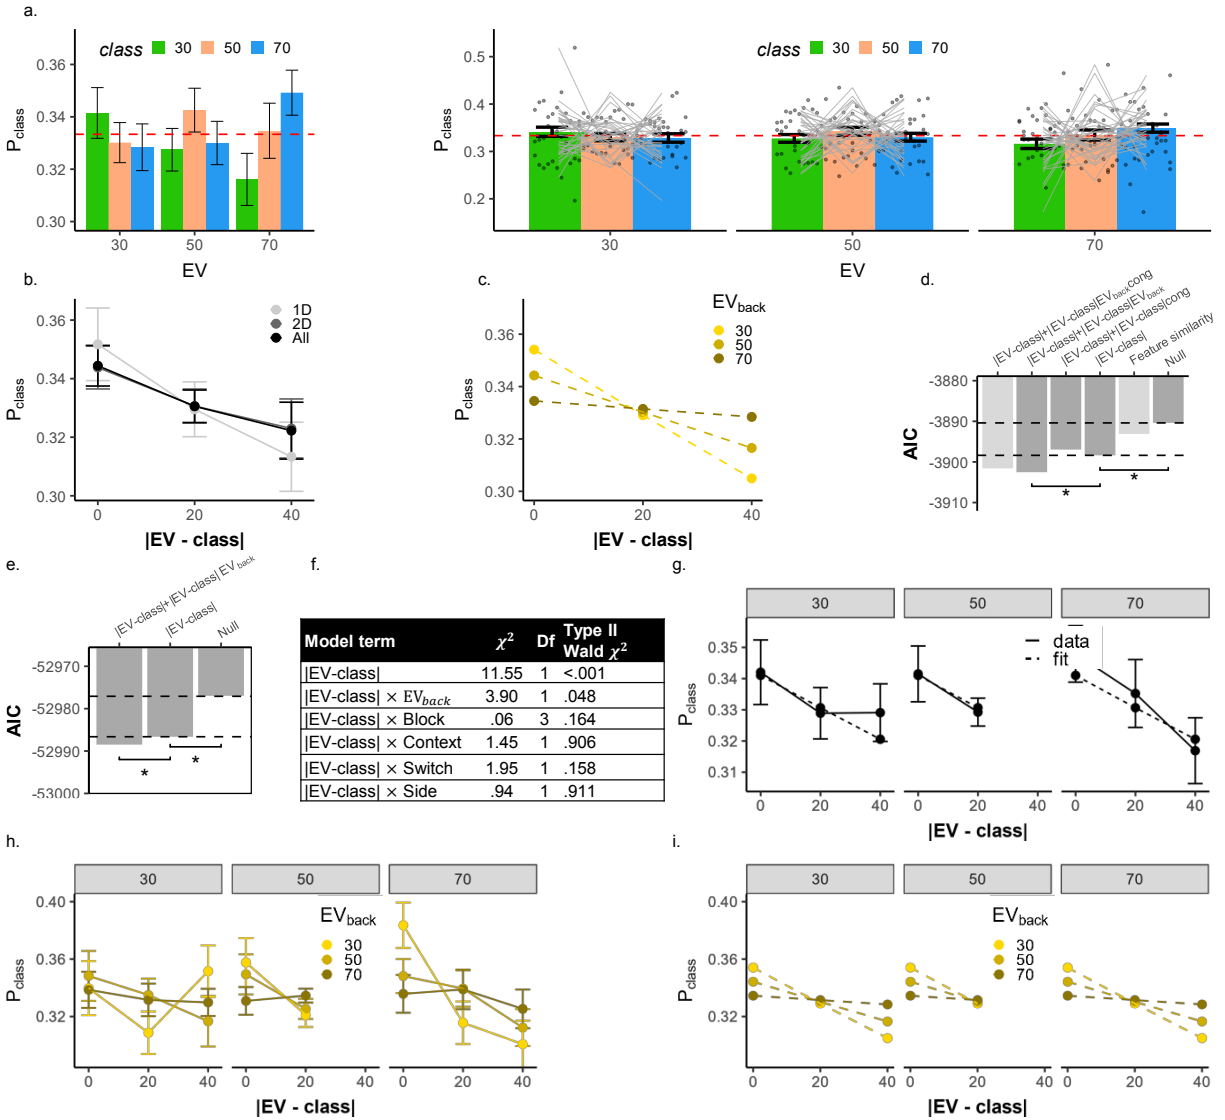 a.
class 30 50 70
0.36
0.34
0.32
0.30
P_class
30 50 70
EV
class 30 50 70
0.5
0.4
0.3
0.2
P_class
30 50 70
EV
b.
1D
2D
All
0.36
0.34
0.32
0.30
P_class
0 20 40
|EV - class|
c.
EV_back
30
50
70
0.36
0.34
0.32
0.30
P_class
0 20 40
|EV - class|
d.
|EV-class|+|EV-class|EV_back cong
|EV-class|+|EV-class|EV_back
|EV-class|+|EV-class|cong
|EV-class|
Feature similarity
Null
-3880
-3890
-3900
-3910
AIC
* *
e.
|EV-class|+|EV-class| EV_back
|EV-class|
Null
-52970
-52980
-52990
-53000
AIC
* *
f.
Model term χ² Df Type II Wald χ²
|EV-class| 11.55 1 <.001
|EV-class| × EV_back 3.90 1 .048
|EV-class| × Block .06 3 .164
|EV-class| × Context 1.45 1 .906
|EV-class| × Switch 1.95 1 .158
|EV-class| × Side .94 1 .911
g.
30 50 70
data
fit
0.35
0.34
0.33
0.32
0.31
P_class
0 20 40 0 20 40 0 20 40
|EV - class|
h.
30 50 70
EV_back
30
50
70
0.40
0.36
0.32
P_class
0 20 40 0 20 40 0 20 40
|EV - class|
i.
30 50 70
EV_back
30
50
70
0.40
0.36
0.32
P_class
0 20 40 0 20 40 0 20 40
|EV - class|